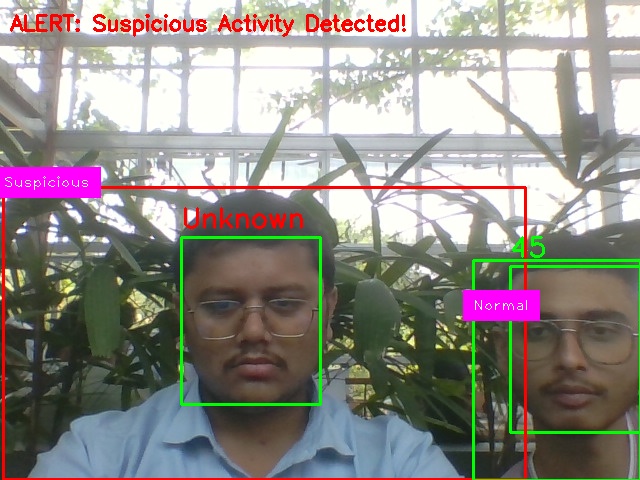 ALERT: Suspicious Activity Detected!
Suspicious
Unknown
45
Normal